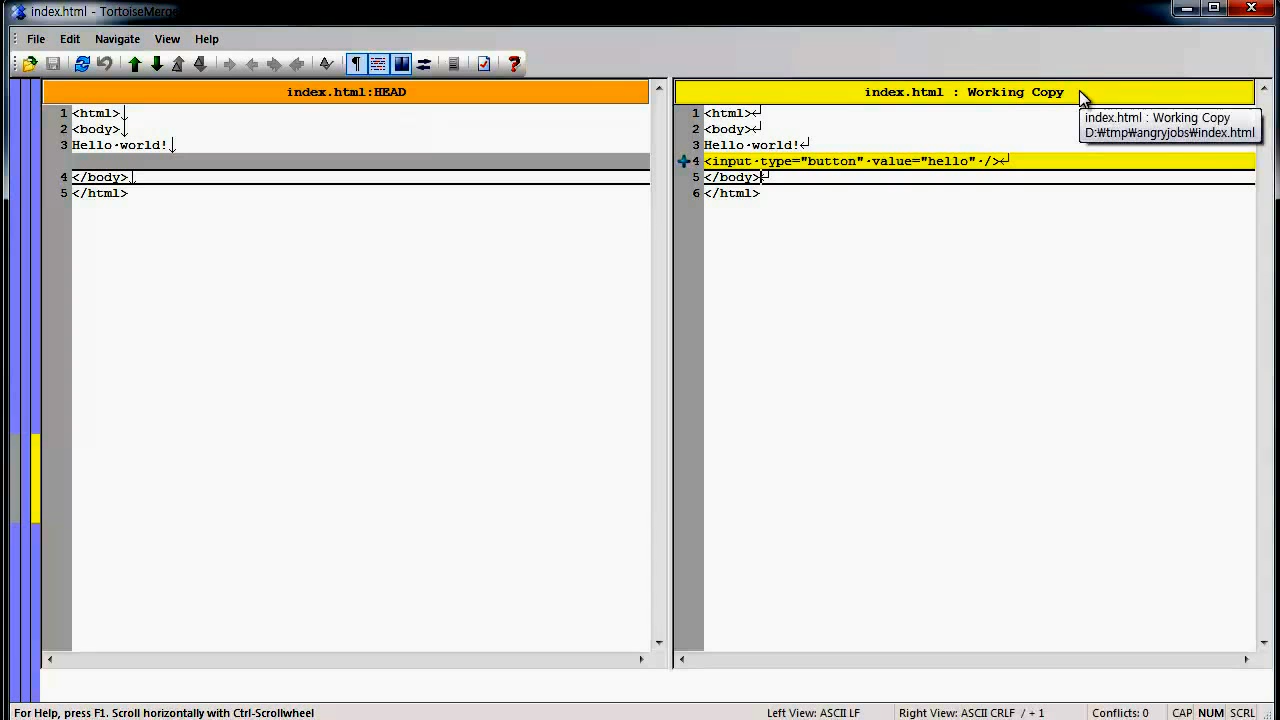 index.html - TortoiseMerge
File Edit Navigate View Help
index.html:HEAD
1 <html>↓
2 <body>↓
3 Hello·world!↓
4 </body>↓
5 </html>
index.html : Working Copy
1 <html>↵
2 <body>↵
3 Hello·world!↵
4 <input·type="button"·value="hello"·/>↵
5 </body>↵
6 </html>
index.html : Working Copy
D:₩tmp₩angryjobs₩index.html
For Help, press F1. Scroll horizontally with Ctrl-Scrollwheel
Left View: ASCII LF
Right View: ASCII CRLF / + 1
Conflicts: 0
CAP NUM SCRL